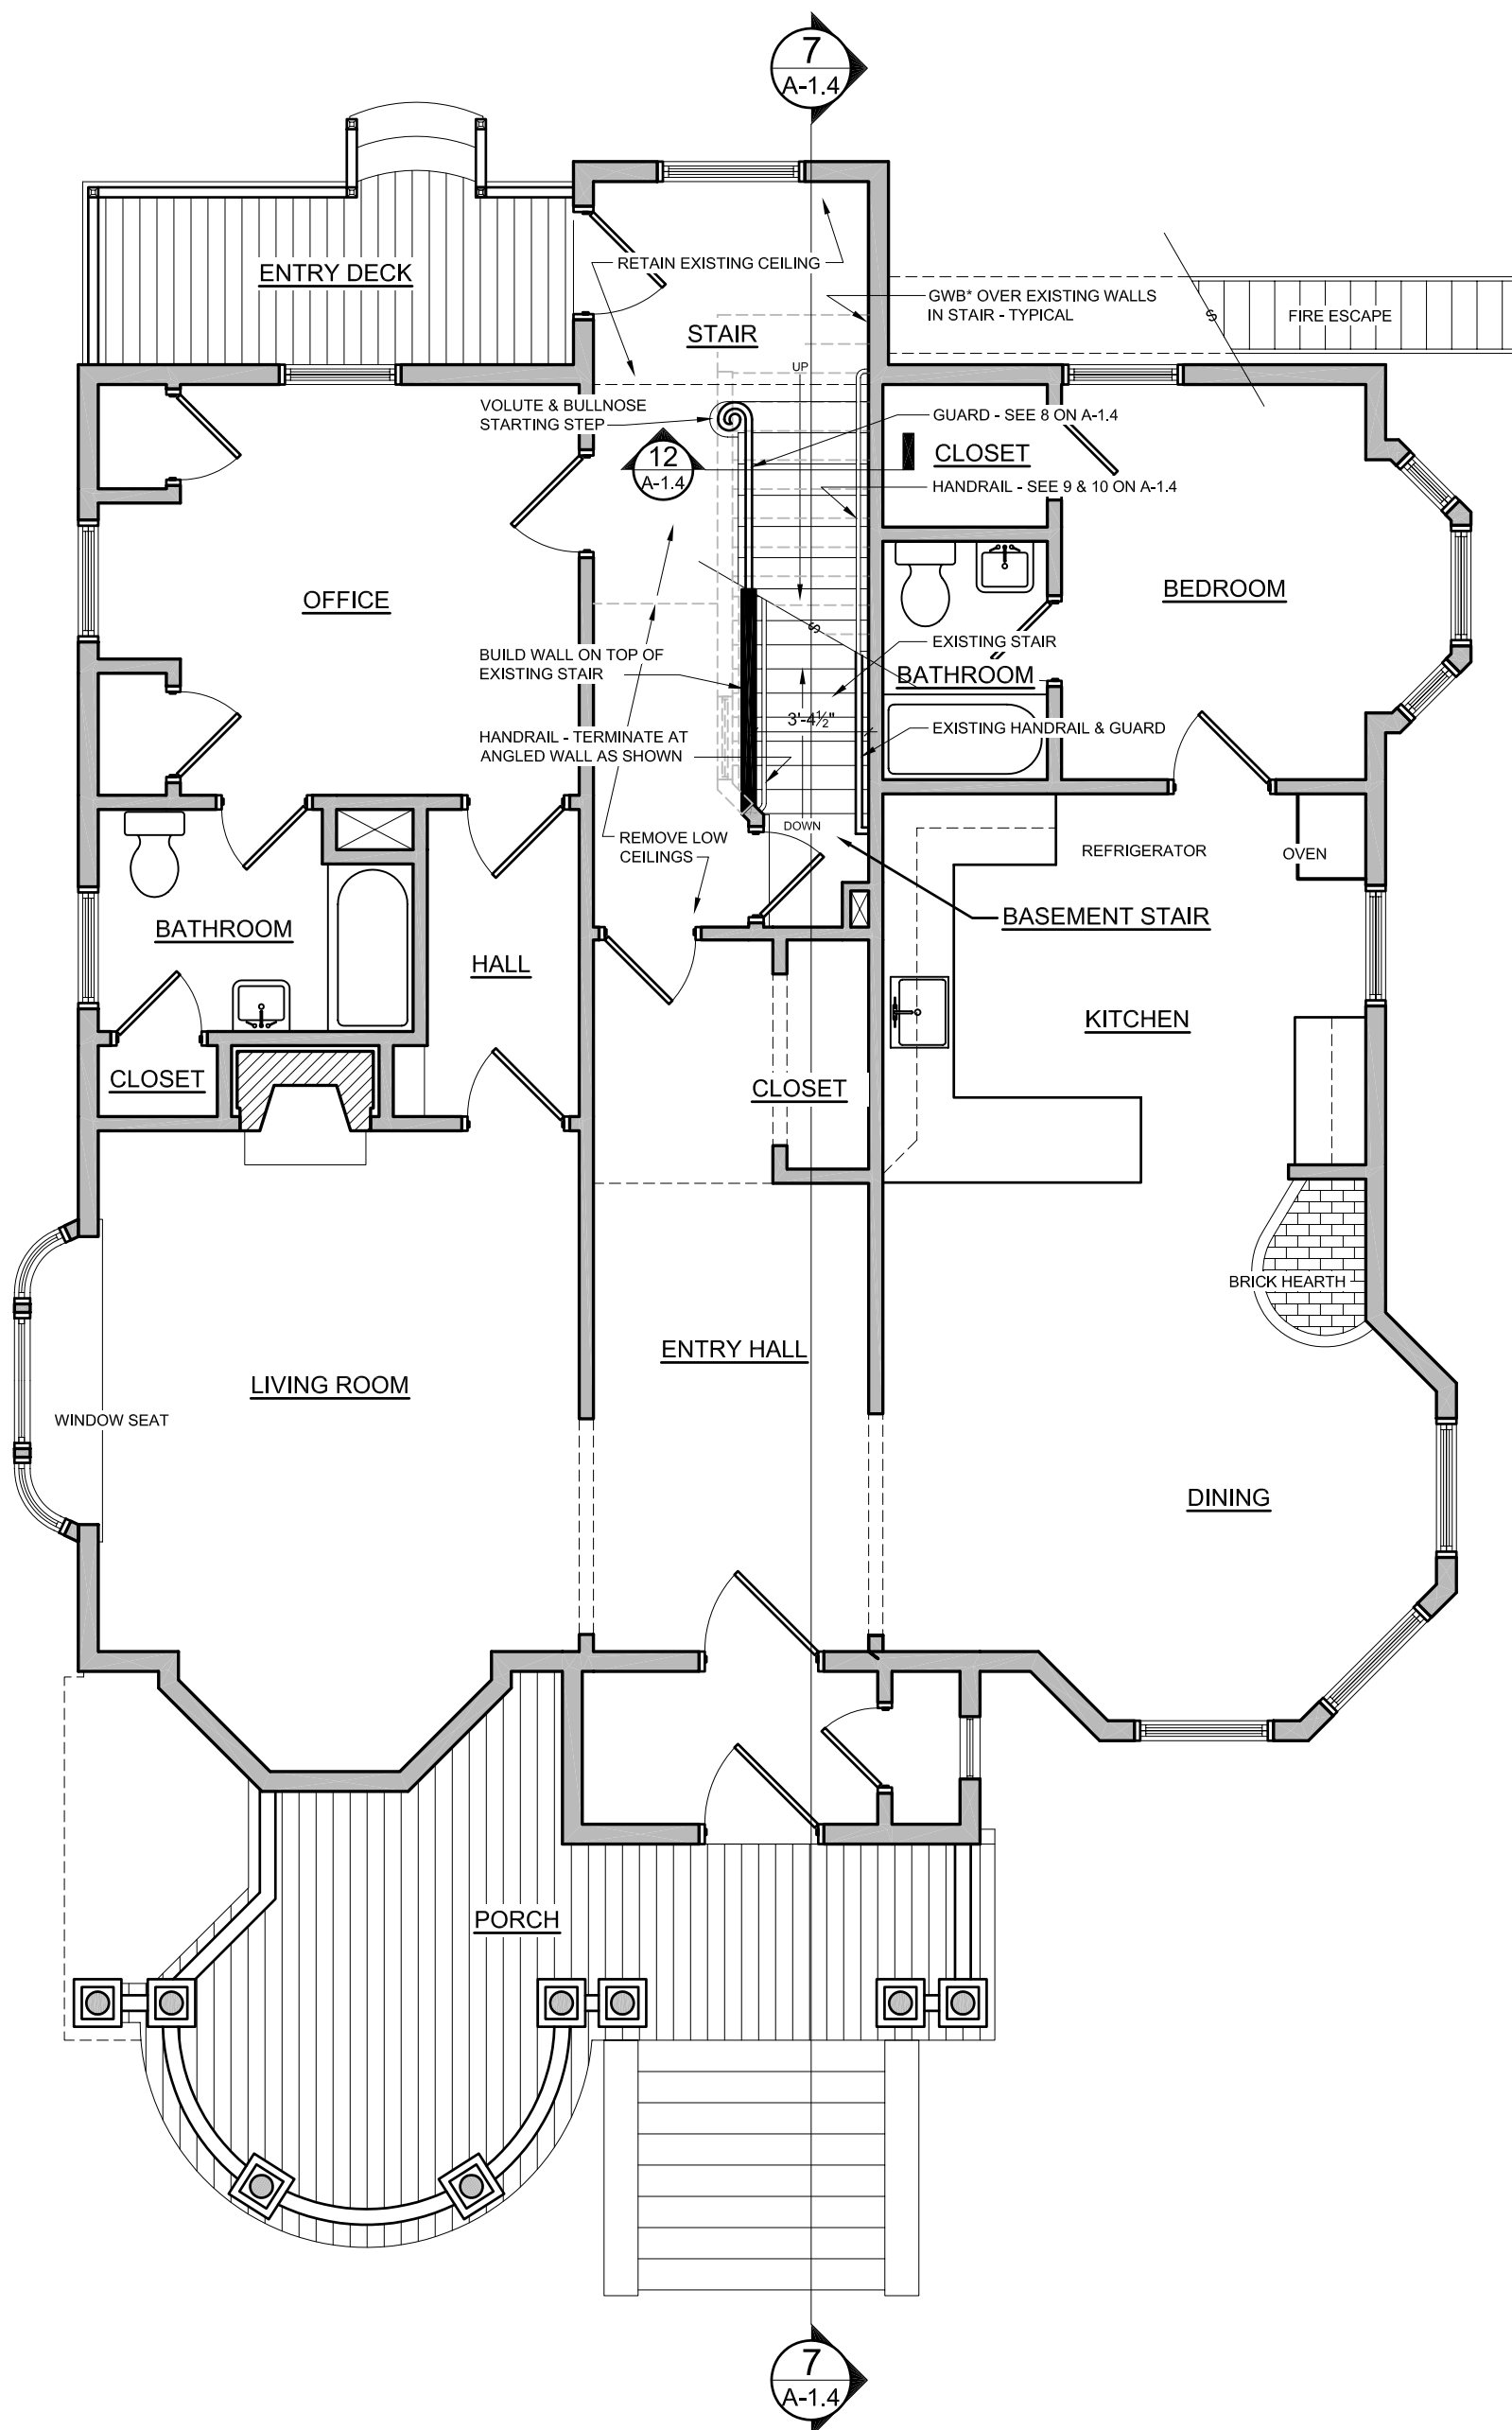 7
A-1.4
ENTRY DECK
RETAIN EXISTING CEILING
GWB* OVER EXISTING WALLS
IN STAIR - TYPICAL
FIRE ESCAPE
STAIR
UP
VOLUTE & BULLNOSE
STARTING STEP
GUARD - SEE 8 ON A-1.4
12
A-1.4
CLOSET
HANDRAIL - SEE 9 & 10 ON A-1.4
OFFICE
BEDROOM
BUILD WALL ON TOP OF
EXISTING STAIR
EXISTING STAIR
BATHROOM
3'-4½"
HANDRAIL - TERMINATE AT
ANGLED WALL AS SHOWN
EXISTING HANDRAIL & GUARD
DOWN
REMOVE LOW
CEILINGS
REFRIGERATOR
OVEN
BATHROOM
BASEMENT STAIR
HALL
KITCHEN
CLOSET
CLOSET
BRICK HEARTH
ENTRY HALL
LIVING ROOM
WINDOW SEAT
DINING
PORCH
7
A-1.4